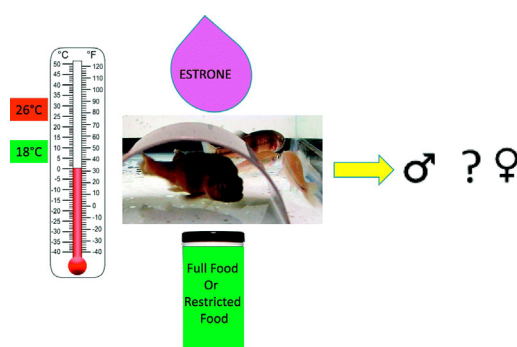 °C °F
50 120
45 110
40 100
35 90
30 80
25 70
20 60
15 50
10 40
5 30
0 20
-5 10
-10 0
-15 -10
-20 -20
-25 -30
-30 -40
-35
-40
26°C
18°C
ESTRONE
♂ ? ♀
Full Food
Or
Restricted
Food